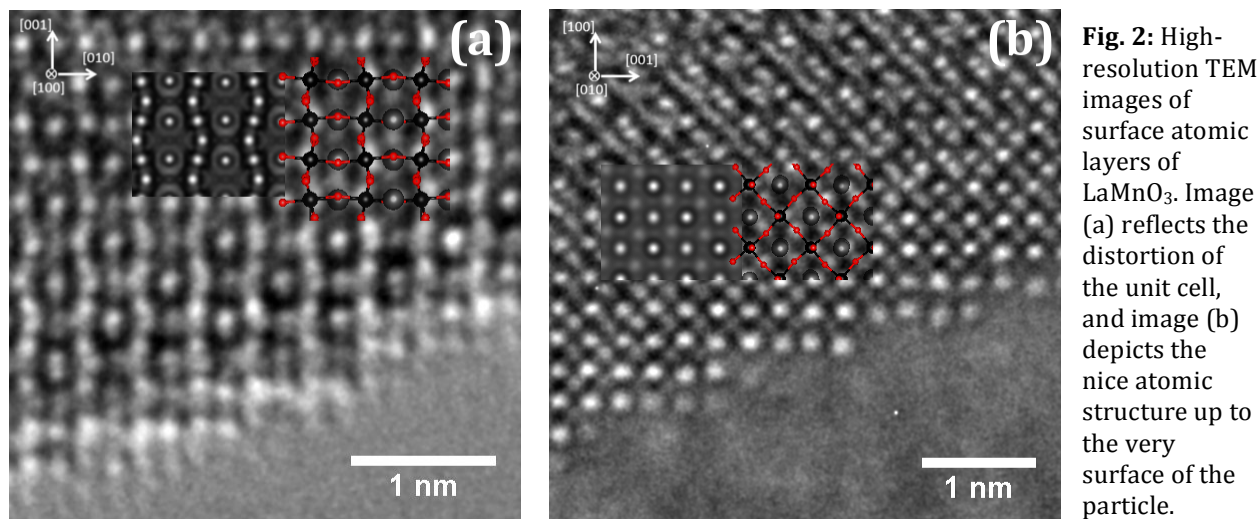 [001]
[010]
[100]
(a)
1 nm
[100]
[001]
[010]
(b)
1 nm
Fig. 2: High-
resolution TEM
images of
surface atomic
layers of
LaMnO₃. Image
(a) reflects the
distortion of
the unit cell,
and image (b)
depicts the
nice atomic
structure up to
the very
surface of the
particle.